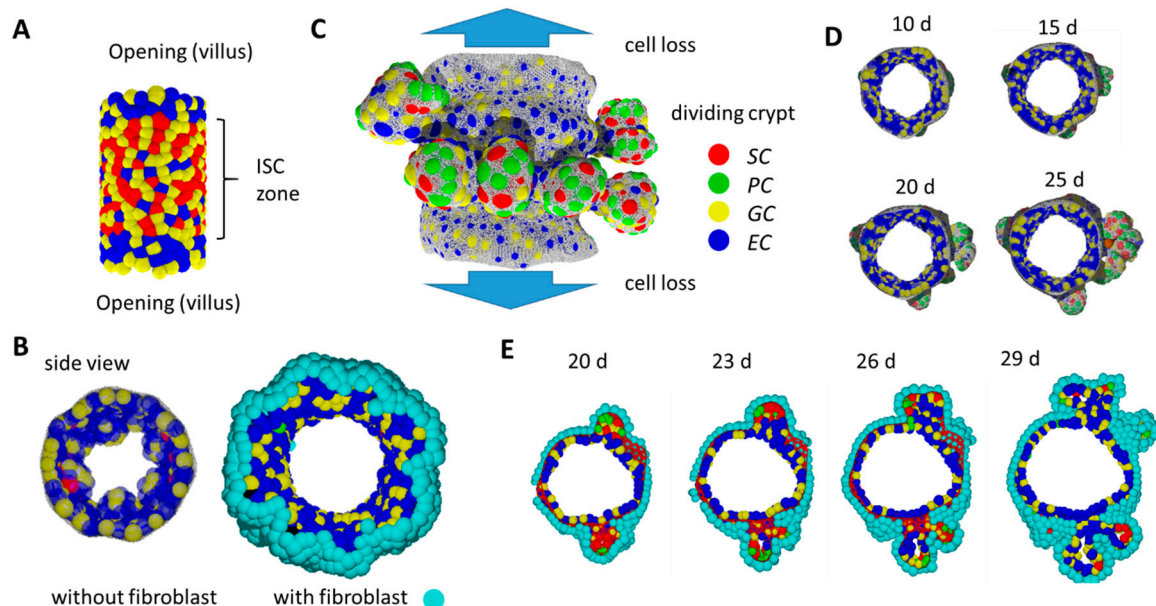 A
Opening (villus)
ISC
zone
Opening (villus)
B
side view
without fibroblast
with fibroblast
C
cell loss
dividing crypt
SC
PC
GC
EC
cell loss
D
10 d
15 d
20 d
25 d
E
20 d
23 d
26 d
29 d